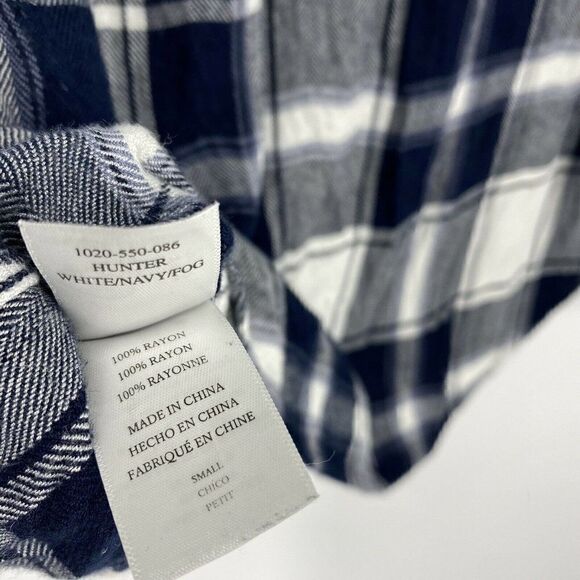 1020-550-086
HUNTER
WHITE/NAVY/FOG
100% RAYON
100% RAYON
100% RAYONNE
MADE IN CHINA
HECHO EN CHINA
FABRIQUÉ EN CHINE
SMALL
CHICO
PETIT